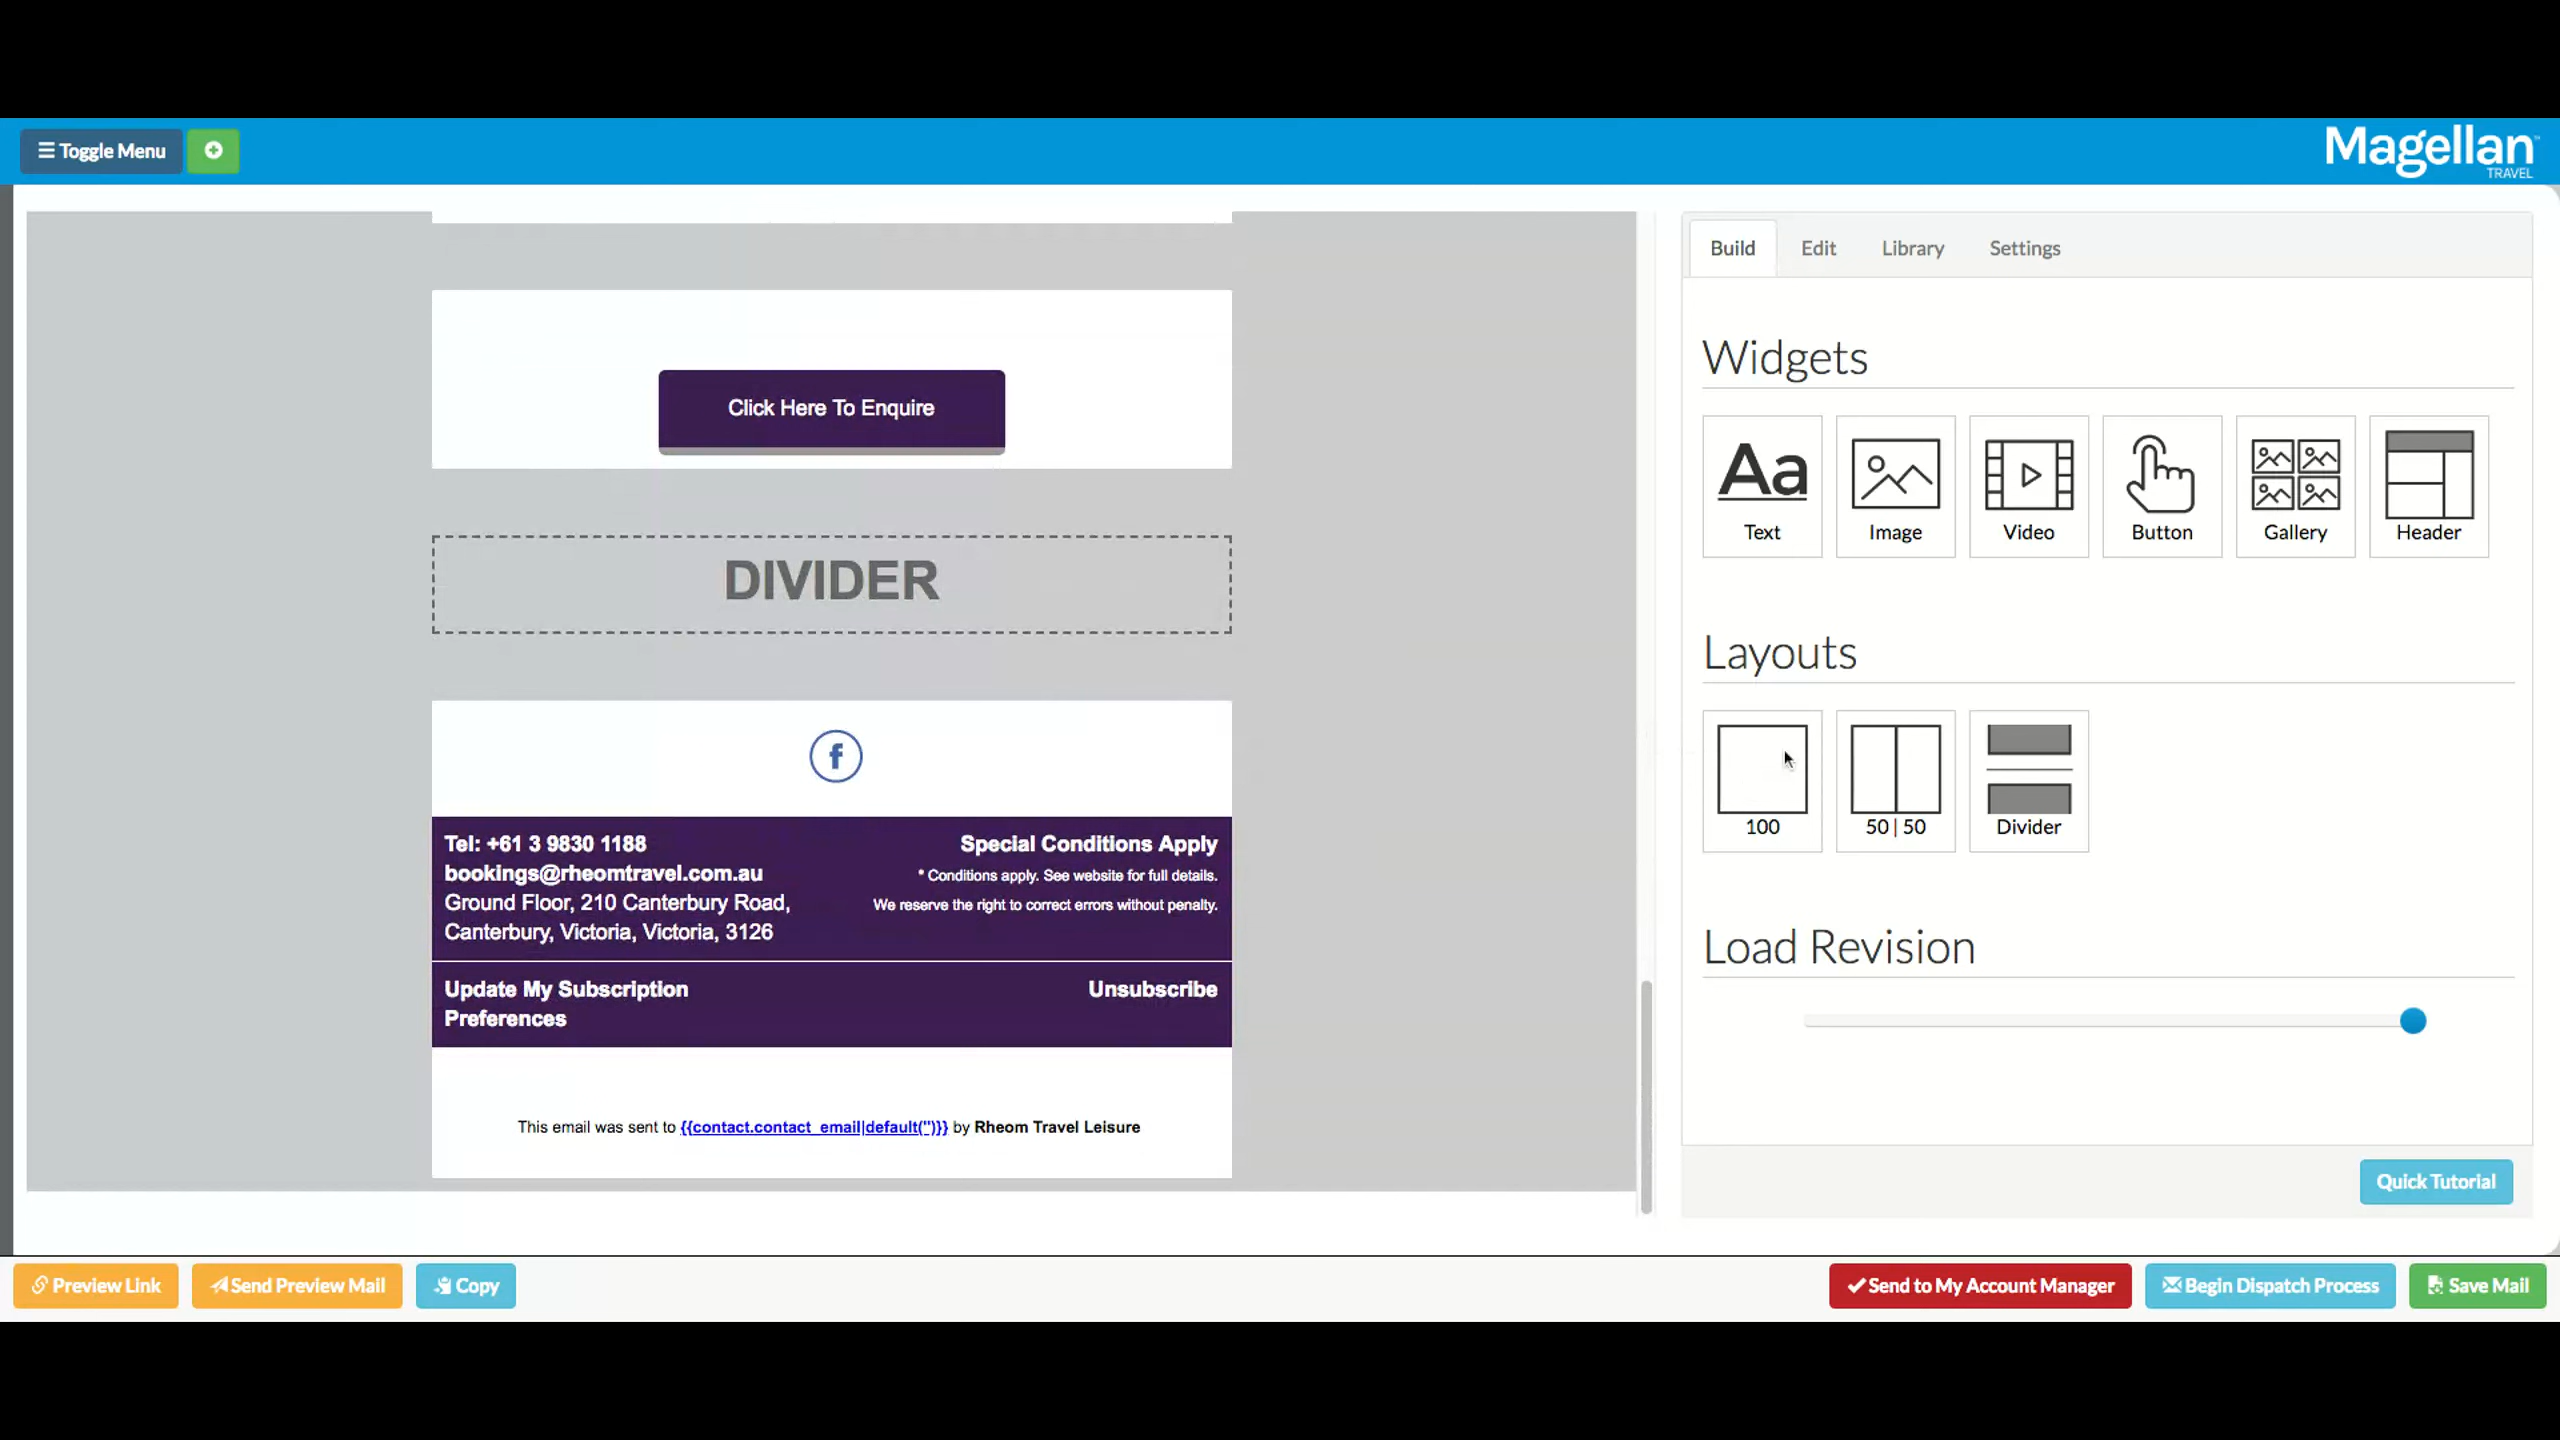 Toggle Menu
Magellan
TRAVEL
Build
Edit
Library
Settings
Click Here To Enquire
DIVIDER
Tel: +61 3 9830 1188
bookings@rheomtravel.com.au
Ground Floor, 210 Canterbury Road,
Canterbury, Victoria, Victoria, 3126
Special Conditions Apply
* Conditions apply. See website for full details.
We reserve the right to correct errors without penalty.
Update My Subscription
Preferences
Unsubscribe
This email was sent to {{contact.contact_email|default('')}} by Rheom Travel Leisure
Widgets
Aa
Text
Image
Video
Button
Gallery
Header
Layouts
100
50 | 50
Divider
Load Revision
Quick Tutorial
Preview Link
Send Preview Mail
Copy
Send to My Account Manager
Begin Dispatch Process
Save Mail